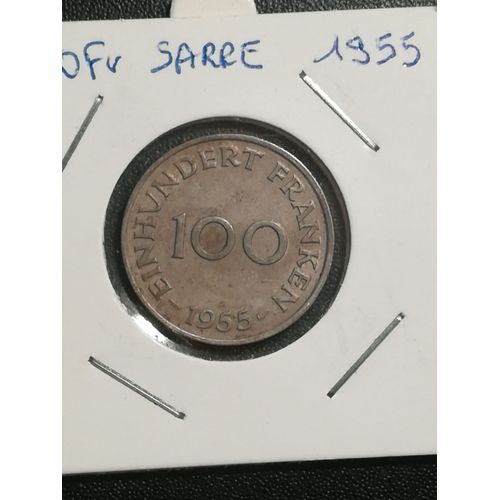 0Fr SARRE 1955
EINHUNDERT FRANKEN
100
1955